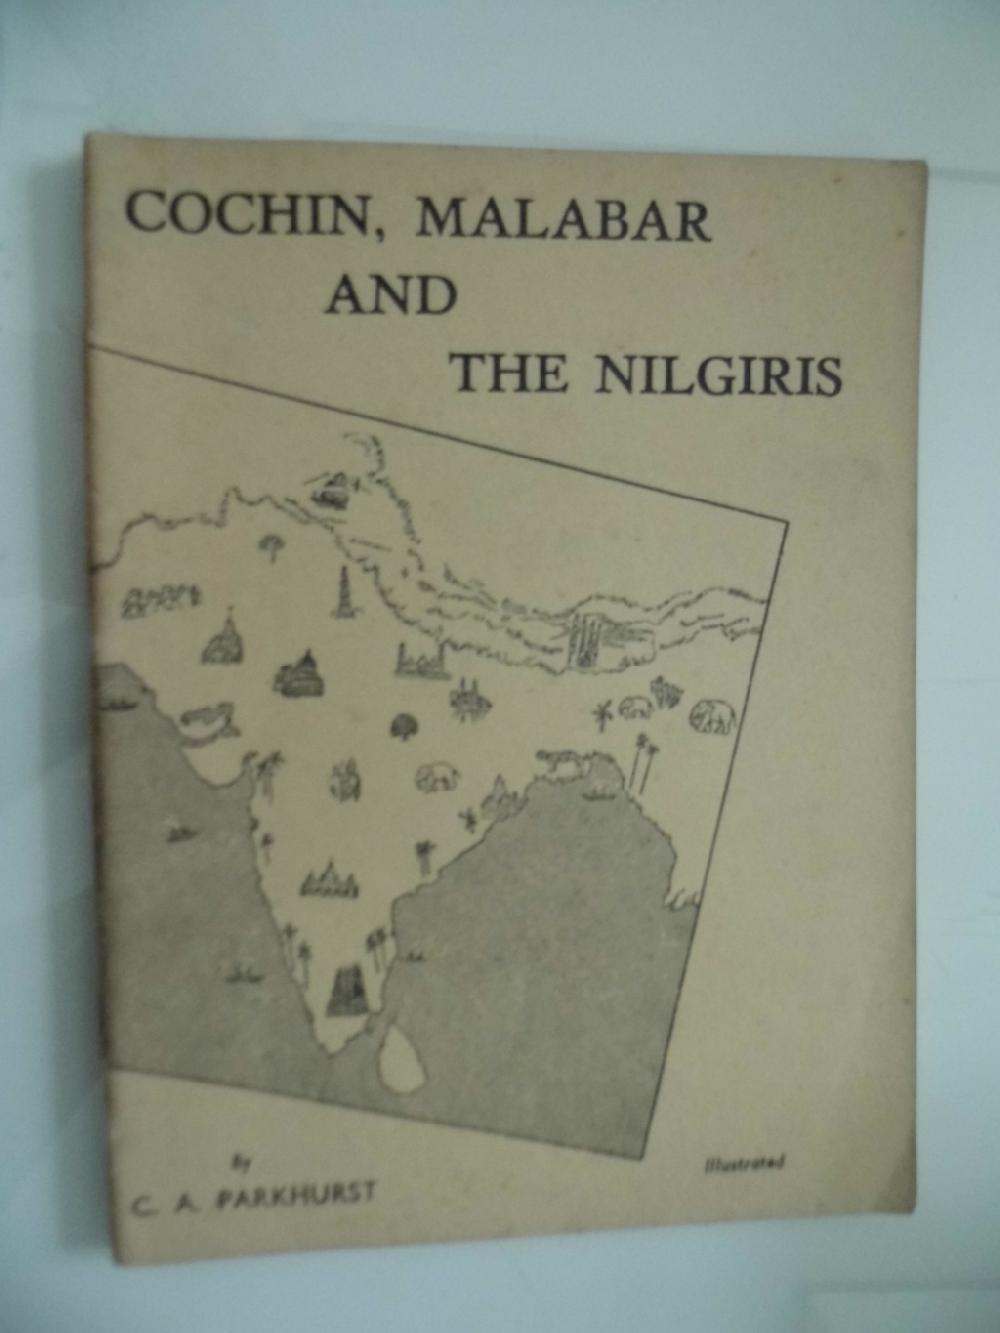 COCHIN, MALABAR
AND
THE NILGIRIS
By
C. A. PARKHURST
Illustrated